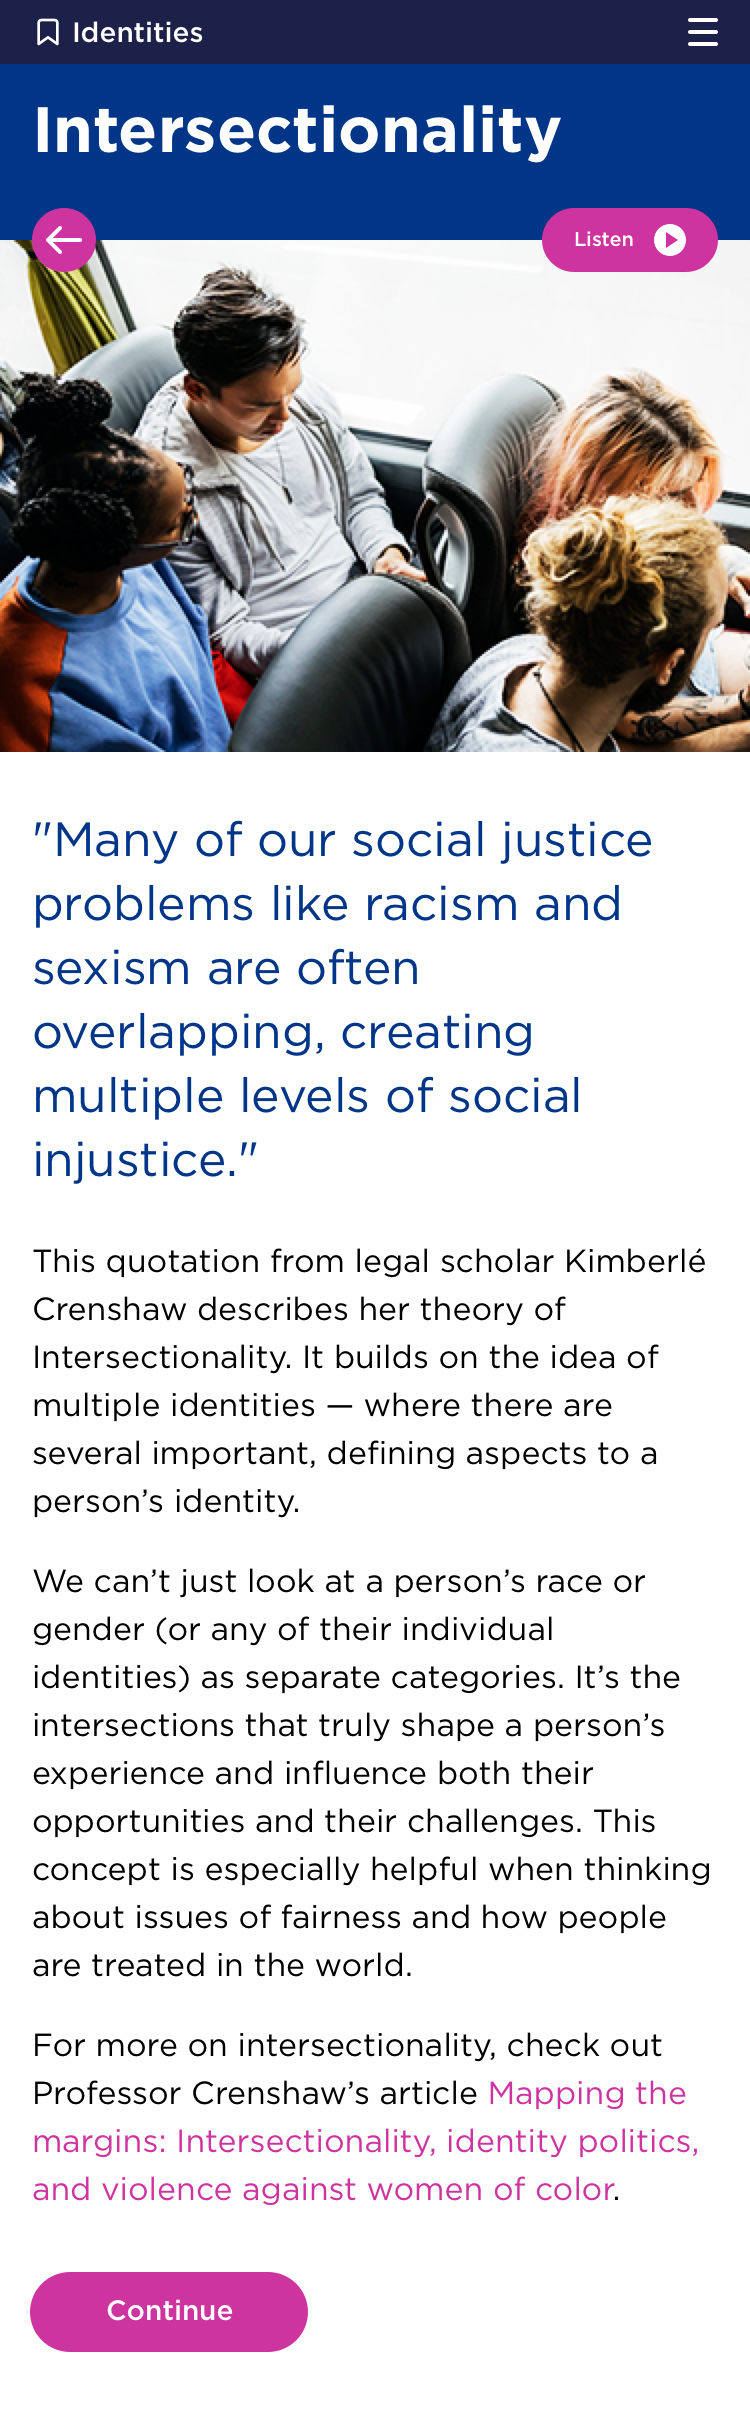 Identities
Intersectionality
Listen
"Many of our social justice
problems like racism and
sexism are often
overlapping, creating
multiple levels of social
injustice."
This quotation from legal scholar Kimberlé
Crenshaw describes her theory of
Intersectionality. It builds on the idea of
multiple identities — where there are
several important, defining aspects to a
person’s identity.
We can’t just look at a person’s race or
gender (or any of their individual
identities) as separate categories. It’s the
intersections that truly shape a person’s
experience and influence both their
opportunities and their challenges. This
concept is especially helpful when thinking
about issues of fairness and how people
are treated in the world.
For more on intersectionality, check out
Professor Crenshaw’s article Mapping the
margins: Intersectionality, identity politics,
and violence against women of color.
Continue